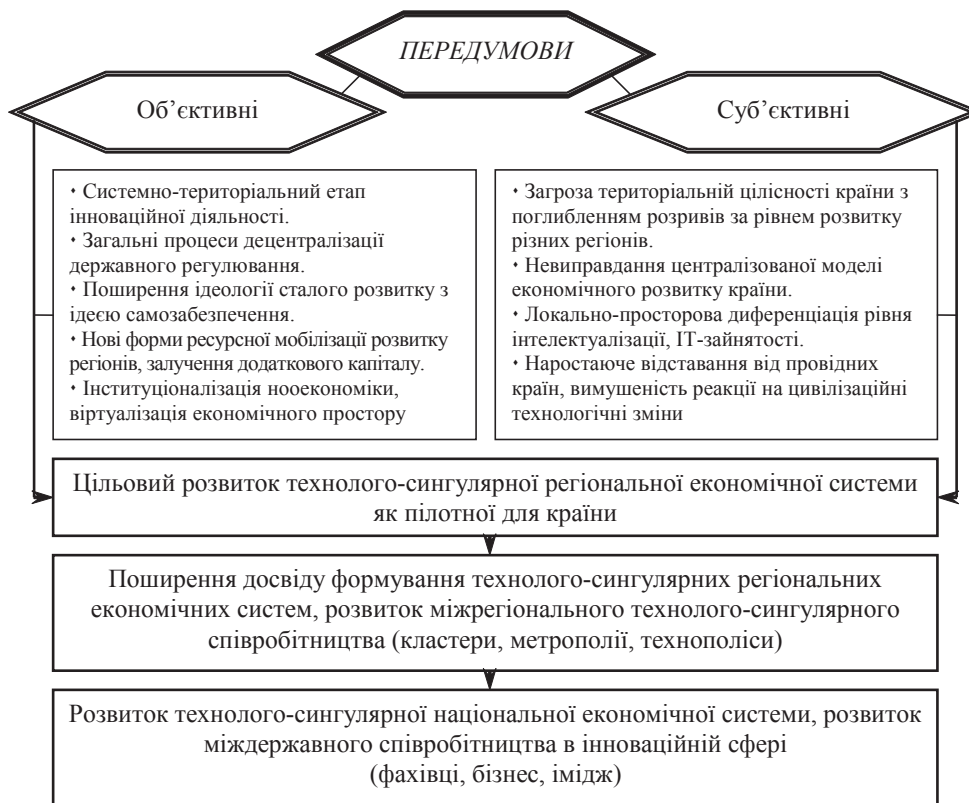 ПЕРЕДУМОВИ
Об’єктивні
Суб’єктивні
· Системно-територіальний етап
інноваційної діяльності.
· Загальні процеси децентралізації
державного регулювання.
· Поширення ідеології сталого розвитку з
ідеєю самозабезпечення.
· Нові форми ресурсної мобілізації розвитку
регіонів, залучення додаткового капіталу.
· Інституціоналізація нооекономіки,
віртуалізація економічного простору
· Загроза територіальній цілісності країни з
поглибленням розривів за рівнем розвитку
різних регіонів.
· Невиправдання централізованої моделі
економічного розвитку країни.
· Локально-просторова диференціація рівня
інтелектуалізації, ІТ-зайнятості.
· Наростаюче відставання від провідних
країн, вимушеність реакції на цивілізаційні
технологічні зміни
Цільовий розвиток техно­лого-сингулярної регіональної економічної системи
як пілотної для країни
Поширення досвіду формування технолого-сингулярних регіональних
економічних систем, розвиток міжрегіонального технолого-сингулярного
співробітництва (кластери, метрополії, технополіси)
Розвиток технолого-сингулярної національної економічної системи, розвиток
міждержавного співробітництва в інноваційній сфері
(фахівці, бізнес, імідж)